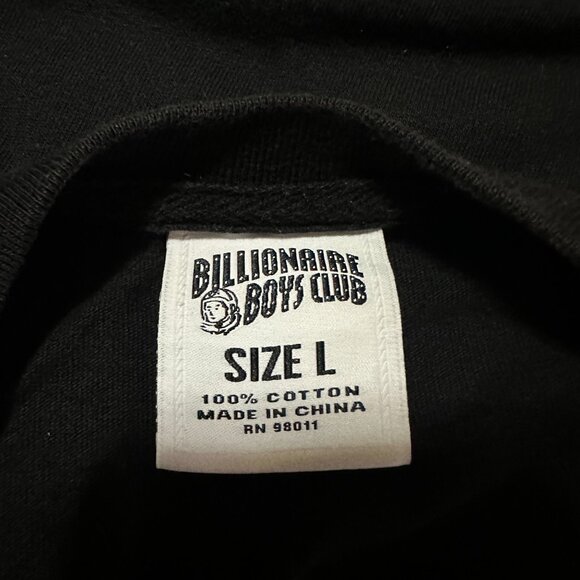 BILLIONAIRE
BOYS CLUB
SIZE L
100% COTTON
MADE IN CHINA
RN 98011